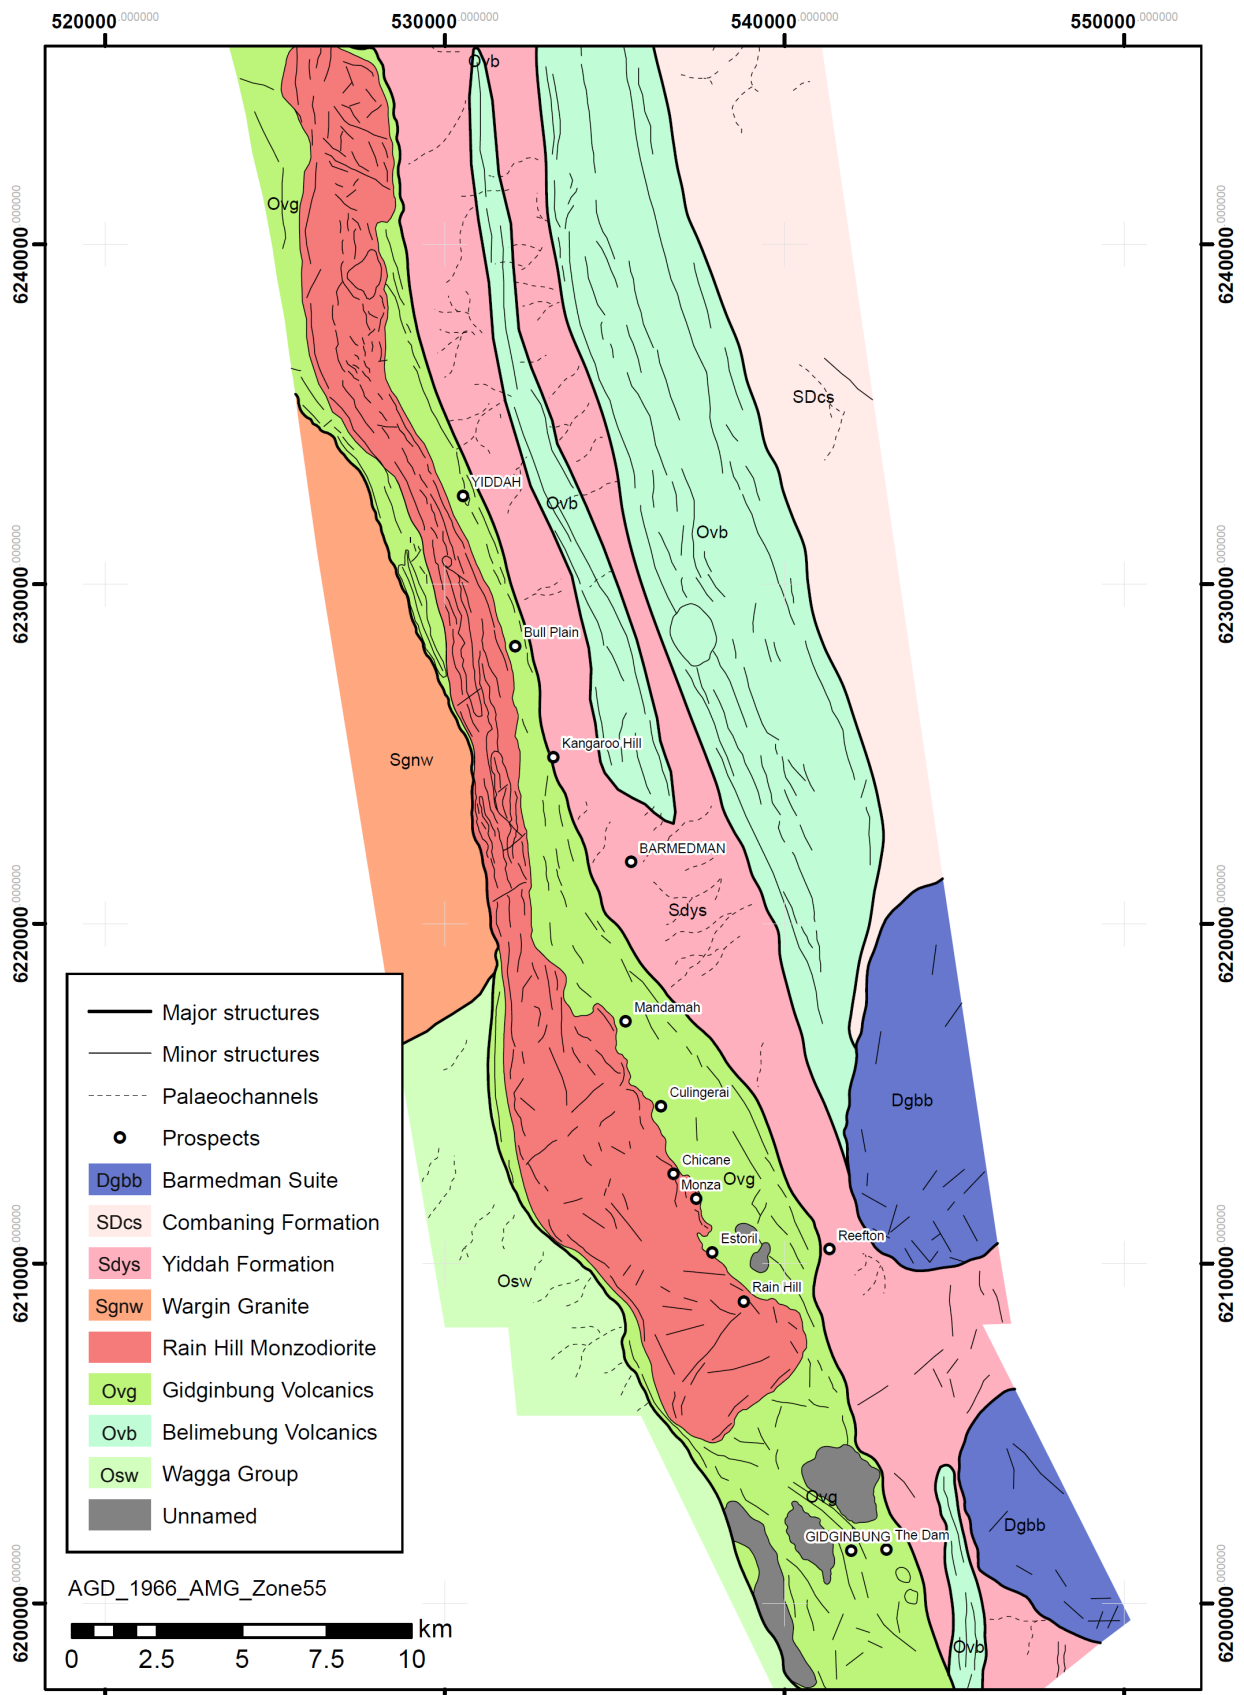 520000.000000 530000.000000 540000.000000 550000.000000
Ovb
Ovg
6240000.000000
6240000.000000
SDcs
YIDDAH
Ovb
Ovb
6230000.000000
6230000.000000
Bull Plain
Kangaroo Hill
Sgnw
BARMEDMAN
Sdys
6220000.000000
6220000.000000
Mandamah
Culingerai
Dgbb
Chicane
Ovg
Monza
Estoril
Reefton
6210000.000000
6210000.000000
Osw
Rain Hill
Ovg
Dgbb
GIDGINBUNG
The Dam
6200000.000000
6200000.000000
Ovb
Major structures
Minor structures
Palaeochannels
Prospects
Dgbb Barmedman Suite
SDcs Combaning Formation
Sdys Yiddah Formation
Sgnw Wargin Granite
Rain Hill Monzodiorite
Ovg Gidginbung Volcanics
Ovb Belimebung Volcanics
Osw Wagga Group
Unnamed
AGD_1966_AMG_Zone55
km
0 2.5 5 7.5 10